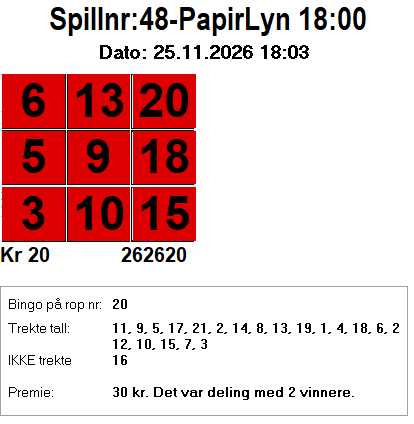 Spillnr:48-PapirLyn 18:00
Dato: 25.11.2026 18:03
6 13 20
5 9 18
3 10 15
Kr 20 262620
Bingo på rop nr: 20
Trekte tall: 11, 9, 5, 17, 21, 2, 14, 8, 13, 19, 1, 4, 18, 6, 2
12, 10, 15, 7, 3
IKKE trekte 16
Premie: 30 kr. Det var deling med 2 vinnere.